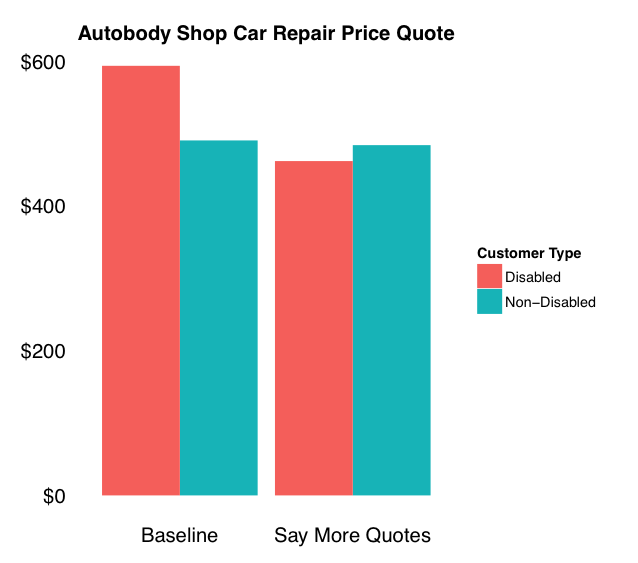 Autobody Shop Car Repair Price Quote
$600
$400
$200
$0
Baseline
Say More Quotes
Customer Type
Disabled
Non−Disabled